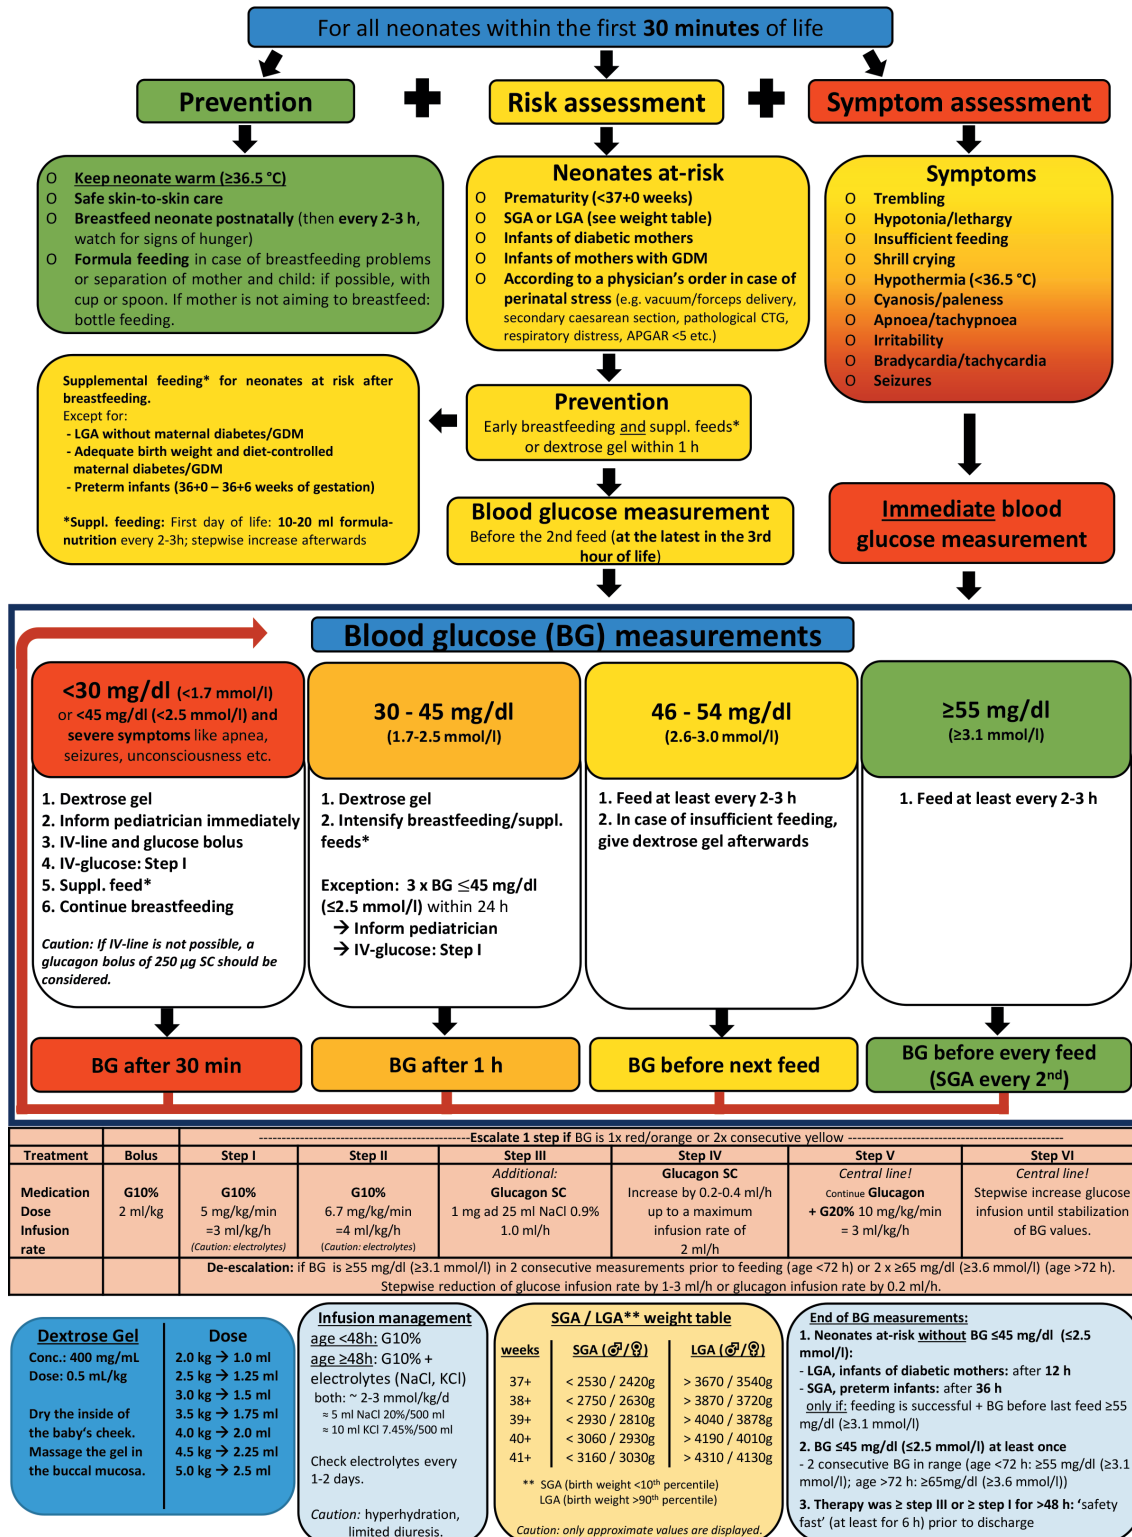 For all neonates within the first 30 minutes of life
Prevention
Risk assessment
Symptom assessment
O Keep neonate warm (≥36.5 °C)
O Safe skin-to-skin care
O Breastfeed neonate postnatally (then every 2-3 h,
watch for signs of hunger)
O Formula feeding in case of breastfeeding problems
or separation of mother and child: if possible, with
cup or spoon. If mother is not aiming to breastfeed:
bottle feeding.
Neonates at-risk
O Prematurity (<37+0 weeks)
O SGA or LGA (see weight table)
O Infants of diabetic mothers
O Infants of mothers with GDM
O According to a physician's order in case of
perinatal stress (e.g. vacuum/forceps delivery,
secondary caesarean section, pathological CTG,
respiratory distress, APGAR <5 etc.)
Symptoms
O Trembling
O Hypotonia/lethargy
O Insufficient feeding
O Shrill crying
O Hypothermia (<36.5 °C)
O Cyanosis/paleness
O Apnoea/tachypnoea
O Irritability
O Bradycardia/tachycardia
O Seizures
Supplemental feeding* for neonates at risk after
breastfeeding.
Except for:
- LGA without maternal diabetes/GDM
- Adequate birth weight and diet-controlled
maternal diabetes/GDM
- Preterm infants (36+0 – 36+6 weeks of gestation)
*Suppl. feeding: First day of life: 10-20 ml formula-
nutrition every 2-3h; stepwise increase afterwards
Prevention
Early breastfeeding and suppl. feeds*
or dextrose gel within 1 h
Blood glucose measurement
Before the 2nd feed (at the latest in the 3rd
hour of life)
Immediate blood
glucose measurement
Blood glucose (BG) measurements
<30 mg/dl (<1.7 mmol/l)
or <45 mg/dl (<2.5 mmol/l) and
severe symptoms like apnea,
seizures, unconsciousness etc.
1. Dextrose gel
2. Inform pediatrician immediately
3. IV-line and glucose bolus
4. IV-glucose: Step I
5. Suppl. feed*
6. Continue breastfeeding
Caution: If IV-line is not possible, a
glucagon bolus of 250 µg SC should be
considered.
BG after 30 min
30 - 45 mg/dl
(1.7-2.5 mmol/l)
1. Dextrose gel
2. Intensify breastfeeding/suppl.
feeds*
Exception: 3 x BG ≤45 mg/dl
(≤2.5 mmol/l) within 24 h
→ Inform pediatrician
→ IV-glucose: Step I
BG after 1 h
46 - 54 mg/dl
(2.6-3.0 mmol/l)
1. Feed at least every 2-3 h
2. In case of insufficient feeding,
give dextrose gel afterwards
BG before next feed
≥55 mg/dl
(≥3.1 mmol/l)
1. Feed at least every 2-3 h
BG before every feed
(SGA every 2nd)
-----------------------------------------------Escalate 1 step if BG is 1x red/orange or 2x consecutive yellow ------------------------------------------------
Treatment Bolus Step I Step II Step III Step IV Step V Step VI
Additional: Glucagon SC Central line! Central line!
Medication G10% G10% G10% Glucagon SC Increase by 0.2-0.4 ml/h Continue Glucagon Stepwise increase glucose
Dose 2 ml/kg 5 mg/kg/min 6.7 mg/kg/min 1 mg ad 25 ml NaCl 0.9% up to a maximum + G20% 10 mg/kg/min infusion until stabilization
Infusion =3 ml/kg/h =4 ml/kg/h 1.0 ml/h infusion rate of = 3 ml/kg/h of BG values.
rate (Caution: electrolytes) (Caution: electrolytes) 2 ml/h
De-escalation: if BG is ≥55 mg/dl (≥3.1 mmol/l) in 2 consecutive measurements prior to feeding (age <72 h) or 2 x ≥65 mg/dl (≥3.6 mmol/l) (age >72 h).
Stepwise reduction of glucose infusion rate by 1-3 ml/h or glucagon infusion rate by 0.2 ml/h.
Dextrose Gel
Conc.: 400 mg/mL
Dose: 0.5 mL/kg
Dry the inside of
the baby's cheek.
Massage the gel in
the buccal mucosa.
Dose
2.0 kg → 1.0 ml
2.5 kg → 1.25 ml
3.0 kg → 1.5 ml
3.5 kg → 1.75 ml
4.0 kg → 2.0 ml
4.5 kg → 2.25 ml
5.0 kg → 2.5 ml
Infusion management
age <48h: G10%
age ≥48h: G10% +
electrolytes (NaCl, KCl)
both: ~ 2-3 mmol/kg/d
≈ 5 ml NaCl 20%/500 ml
≈ 10 ml KCl 7.45%/500 ml
Check electrolytes every
1-2 days.
Caution: hyperhydration,
limited diuresis.
SGA / LGA** weight table
weeks SGA (♂/♀) LGA (♂/♀)
37+ < 2530 / 2420g > 3670 / 3540g
38+ < 2750 / 2630g > 3870 / 3720g
39+ < 2930 / 2810g > 4040 / 3878g
40+ < 3060 / 2930g > 4190 / 4010g
41+ < 3160 / 3030g > 4310 / 4130g
** SGA (birth weight <10th percentile)
LGA (birth weight >90th percentile)
Caution: only approximate values are displayed.
End of BG measurements:
1. Neonates at-risk without BG ≤45 mg/dl (≤2.5
mmol/l):
- LGA, infants of diabetic mothers: after 12 h
- SGA, preterm infants: after 36 h
only if: feeding is successful + BG before last feed ≥55
mg/dl (≥3.1 mmol/l)
2. BG ≤45 mg/dl (≤2.5 mmol/l) at least once
- 2 consecutive BG in range (age <72 h: ≥55 mg/dl (≥3.1
mmol/l); age >72 h: ≥65mg/dl (≥3.6 mmol/l))
3. Therapy was ≥ step III or ≥ step I for >48 h: 'safety
fast' (at least for 6 h) prior to discharge